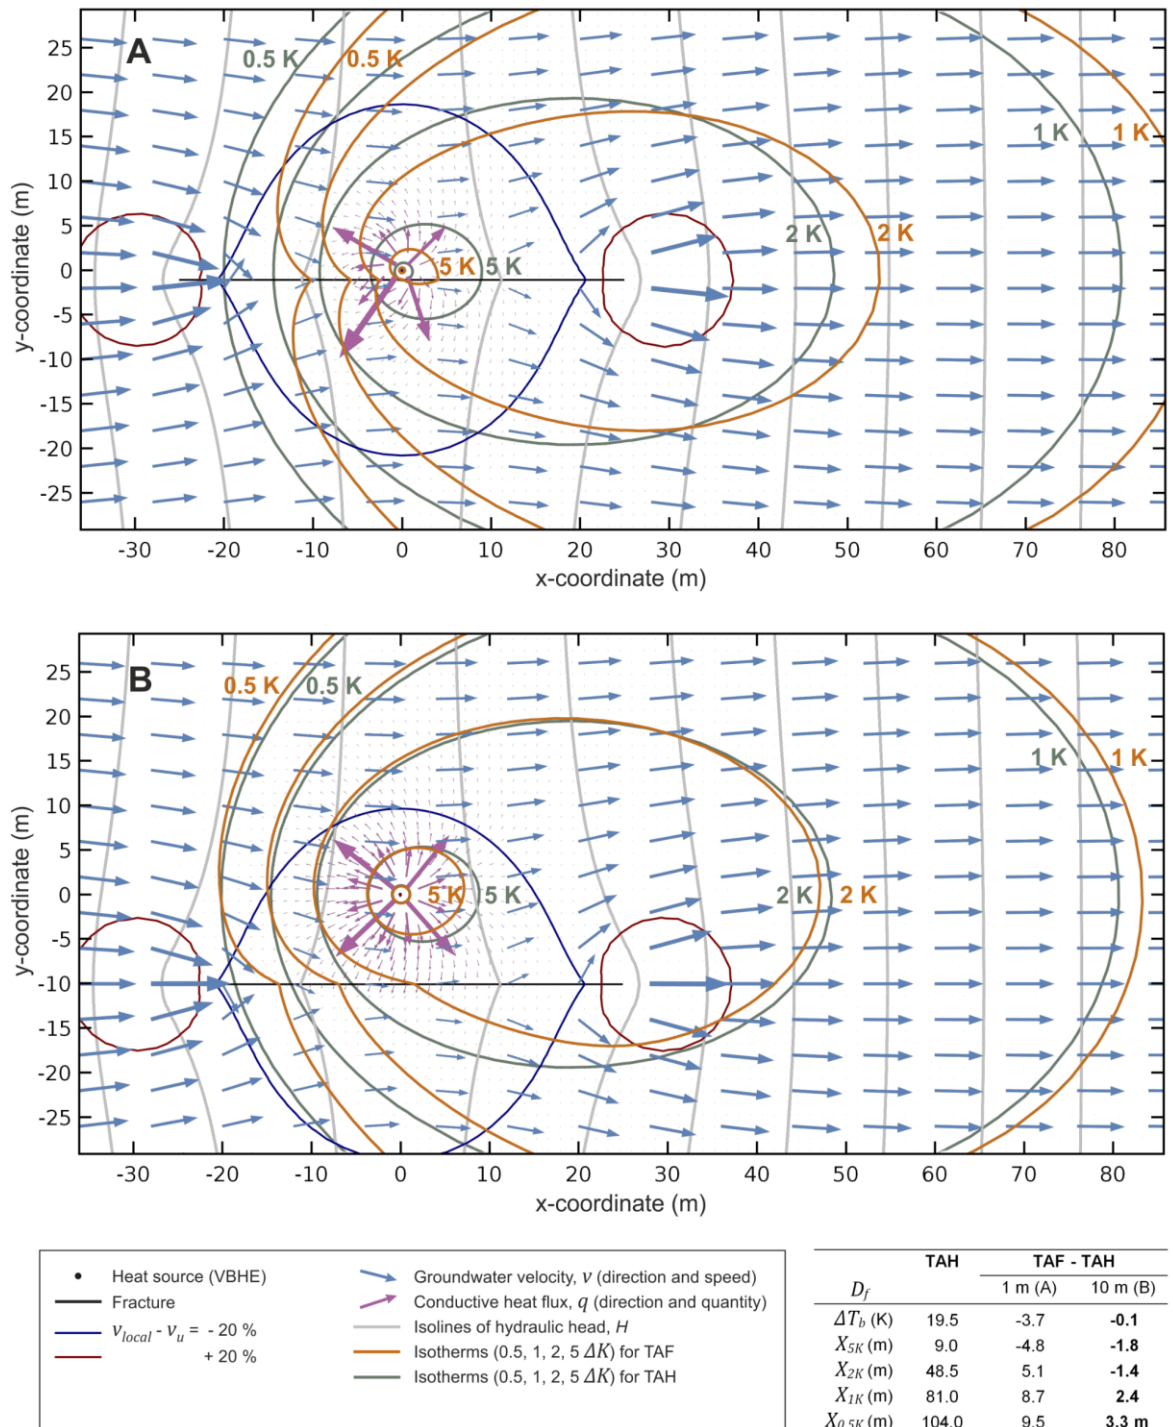 A
0.5 K
0.5 K
1 K
1 K
2 K
2 K
5 K
5 K
25
20
15
10
5
0
-5
-10
-15
-20
-25
y-coordinate (m)
-30 -20 -10 0 10 20 30 40 50 60 70 80
x-coordinate (m)
B
0.5 K
0.5 K
1 K
1 K
5 K
5 K
2 K
2 K
25
20
15
10
5
0
-5
-10
-15
-20
-25
y-coordinate (m)
-30 -20 -10 0 10 20 30 40 50 60 70 80
x-coordinate (m)
Heat source (VBHE)
Fracture
v_local - v_u = - 20 %
+ 20 %
Groundwater velocity, v (direction and speed)
Conductive heat flux, q (direction and quantity)
Isolines of hydraulic head, H
Isotherms (0.5, 1, 2, 5 ΔK) for TAF
Isotherms (0.5, 1, 2, 5 ΔK) for TAH
TAH TAF - TAH
D_f 1 m (A) 10 m (B)
ΔT_b (K) 19.5 -3.7 -0.1
X_5K (m) 9.0 -4.8 -1.8
X_2K (m) 48.5 5.1 -1.4
X_1K (m) 81.0 8.7 2.4
X_0.5K (m) 104.0 9.5 3.3 m